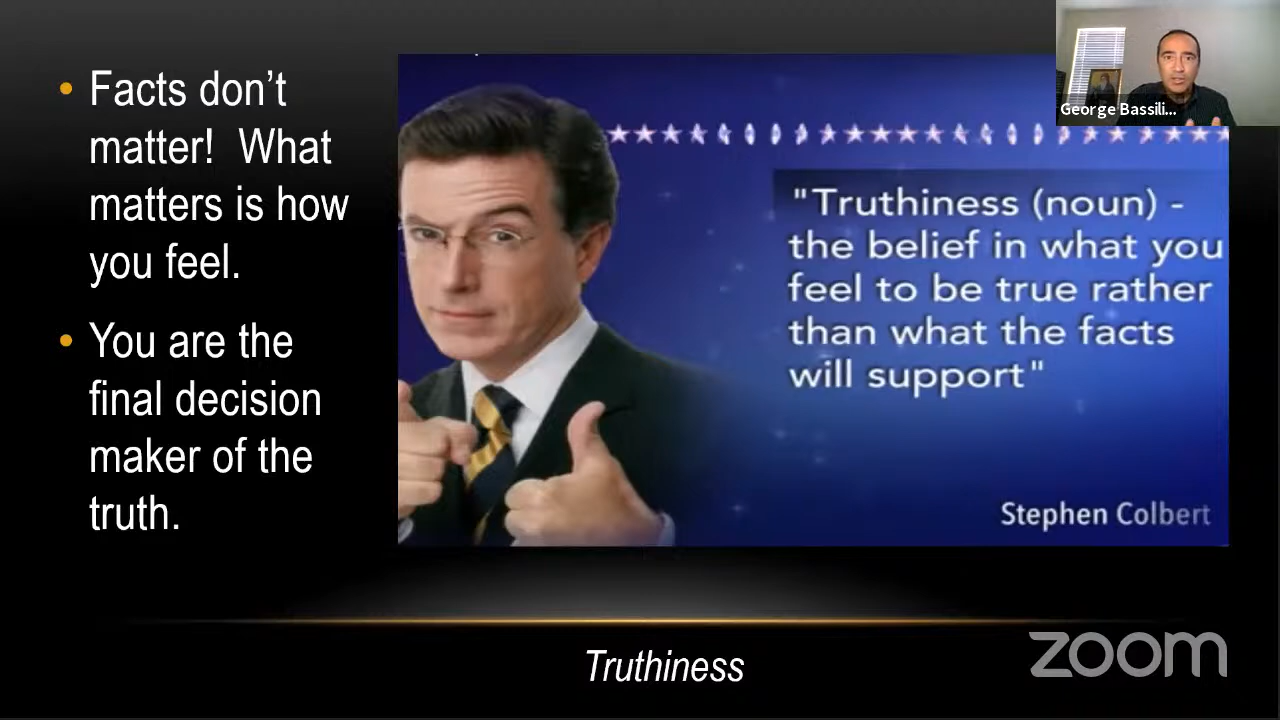 • Facts don’t
matter!  What
matters is how
you feel.
• You are the
final decision
maker of the
truth.
"Truthiness (noun) -
the belief in what you
feel to be true rather
than what the facts
will support"
Stephen Colbert
George Bassili...
Truthiness
zoom